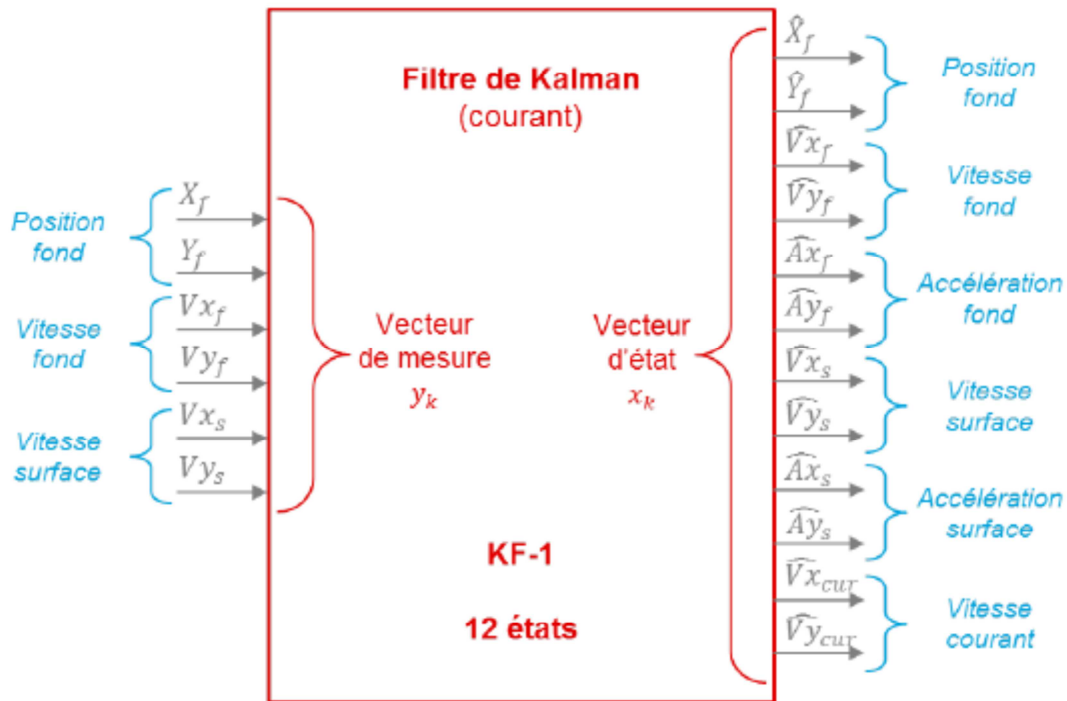 Filtre de Kalman
(courant)
Position
fond
X_f
Y_f
Vitesse
fond
Vx_f
Vy_f
Vitesse
surface
Vx_s
Vy_s
Vecteur
de mesure
y_k
Vecteur
d'état
x_k
KF-1
12 états
X̂_f
Ŷ_f
Position
fond
V̂x_f
V̂y_f
Vitesse
fond
Âx_f
Ây_f
Accélération
fond
V̂x_s
V̂y_s
Vitesse
surface
Âx_s
Ây_s
Accélération
surface
V̂x_cur
V̂y_cur
Vitesse
courant